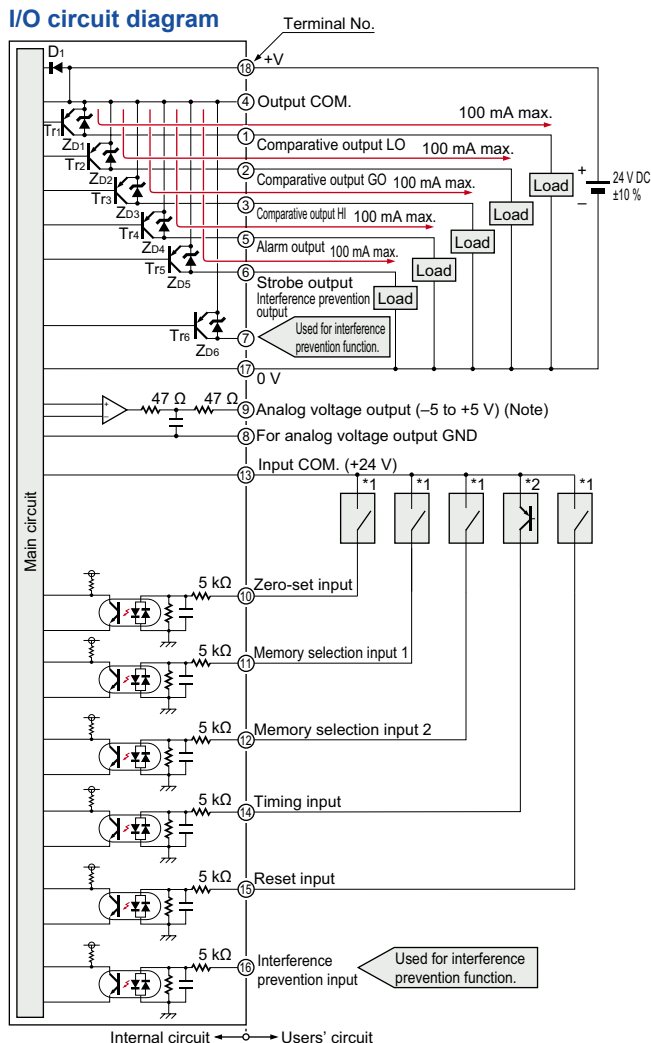 I/O circuit diagram
Terminal No.
D1
18 +V
4 Output COM.
100 mA max.
Tr1
1
ZD1
Comparative output LO
100 mA max.
Tr2
2
ZD2
Comparative output GO
100 mA max.
24 V DC
±10 %
+
–
Load
Tr3
3
ZD3
Comparative output HI
100 mA max.
Load
Tr4
5
ZD4
Alarm output
100 mA max.
Load
Tr5
6
ZD5
Strobe output
Load
Interference prevention
output
Load
Tr6
7
ZD6
Used for interference
prevention function.
17
0 V
+
–
47 Ω
47 Ω
9 Analog voltage output (–5 to +5 V) (Note)
8 For analog voltage output GND
13 Input COM. (+24 V)
*1
*1
*1
*2
*1
Main circuit
5 kΩ
10 Zero-set input
5 kΩ
11 Memory selection input 1
5 kΩ
12 Memory selection input 2
5 kΩ
14 Timing input
5 kΩ
15 Reset input
5 kΩ
16 Interference
prevention input
Used for interference
prevention function.
Internal circuit
Users' circuit